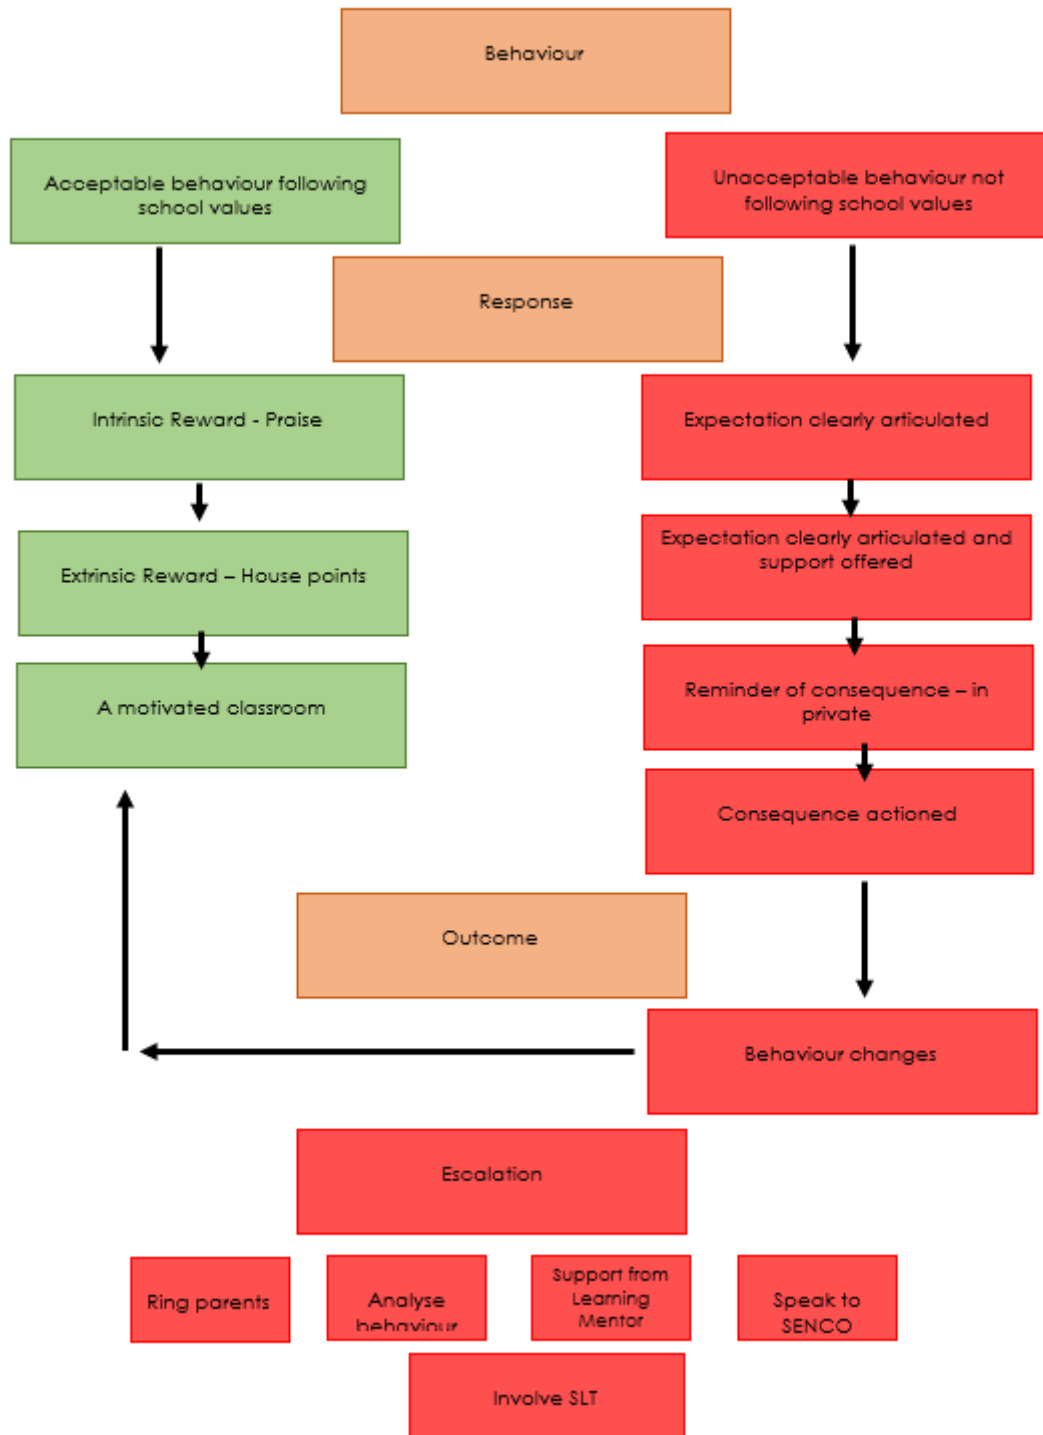 Behaviour
Acceptable behaviour following
school values
Unacceptable behaviour not
following school values
Response
Intrinsic Reward - Praise
Expectation clearly articulated
Extrinsic Reward – House points
Expectation clearly articulated and
support offered
A motivated classroom
Reminder of consequence – in
private
Consequence actioned
Outcome
Behaviour changes
Escalation
Ring parents
Analyse
behaviour
Support from
Learning
Mentor
Speak to
SENCO
Involve SLT